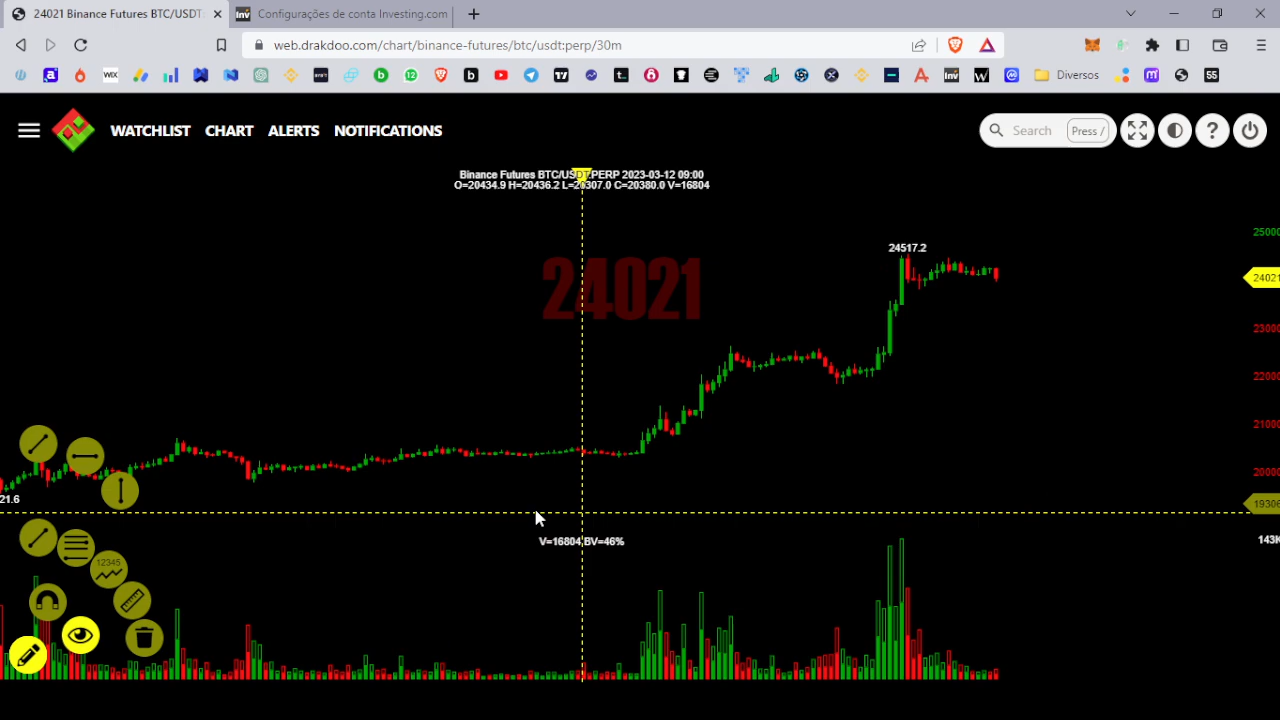 24021 Binance Futures BTC/USDT:
Configurações de conta Investing.com
web.drakdoo.com/chart/binance-futures/btc/usdt:perp/30m
Diversos
WATCHLIST CHART ALERTS NOTIFICATIONS
Search Press /
Binance Futures BTC/USDT:PERP 2023-03-12 09:00
O=20434.9 H=20436.2 L=20307.0 C=20380.0 V=16804
24021
24517.2
25000
24021
23000
22000
21000
20000
19306
21.6
V=16804 BV=46%
143K
12345